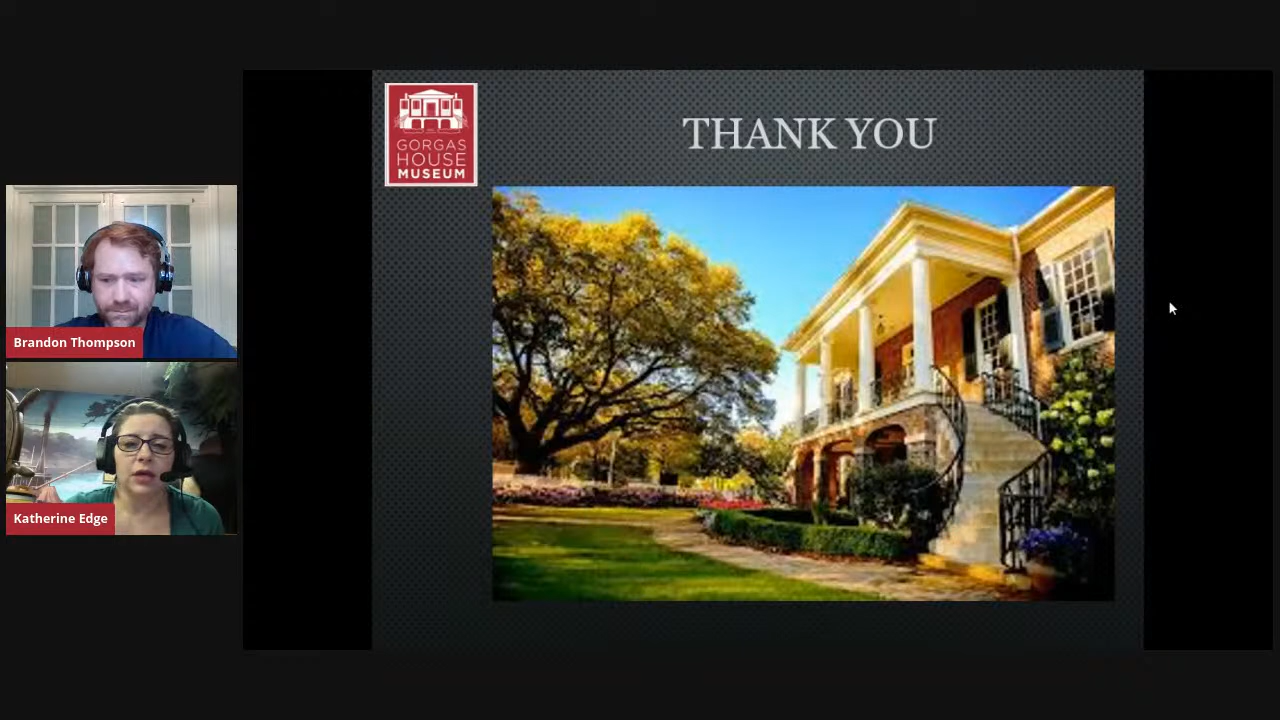 GORGAS
HOUSE
MUSEUM
THANK YOU
Brandon Thompson
Katherine Edge